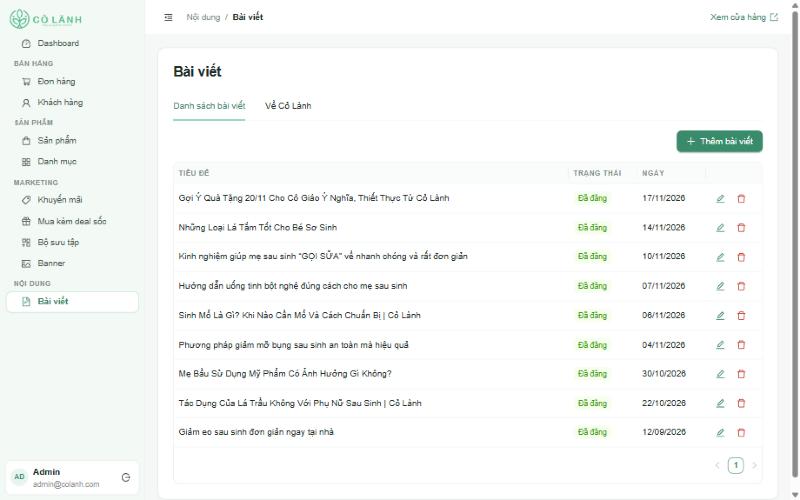 CỎ LÀNH
Dashboard
BÁN HÀNG
Đơn hàng
Khách hàng
SẢN PHẨM
Sản phẩm
Danh mục
MARKETING
Khuyến mãi
Mua kèm deal sốc
Bộ sưu tập
Banner
NỘI DUNG
Bài viết
AD
Admin
admin@colanh.com
Nội dung / Bài viết
Xem cửa hàng
Bài viết
Danh sách bài viết
Về Cỏ Lành
+ Thêm bài viết
TIÊU ĐỀ TRẠNG THÁI NGÀY
Gợi Ý Quà Tặng 20/11 Cho Cô Giáo Ý Nghĩa, Thiết Thực Từ Cỏ Lành Đã đăng 17/11/2026
Những Loại Lá Tắm Tốt Cho Bé Sơ Sinh Đã đăng 14/11/2026
Kinh nghiệm giúp mẹ sau sinh "GỌI SỮA" về nhanh chóng và rất đơn giản Đã đăng 10/11/2026
Hướng dẫn uống tinh bột nghệ đúng cách cho mẹ sau sinh Đã đăng 07/11/2026
Sinh Mổ Là Gì? Khi Nào Cần Mổ Và Cách Chuẩn Bị | Cỏ Lành Đã đăng 06/11/2026
Phương pháp giảm mỡ bụng sau sinh an toàn mà hiệu quả Đã đăng 04/11/2026
Mẹ Bầu Sử Dụng Mỹ Phẩm Có Ảnh Hưởng Gì Không? Đã đăng 30/10/2026
Tác Dụng Của Lá Trầu Không Với Phụ Nữ Sau Sinh | Cỏ Lành Đã đăng 22/10/2026
Giảm eo sau sinh đơn giản ngay tại nhà Đã đăng 12/09/2026
1